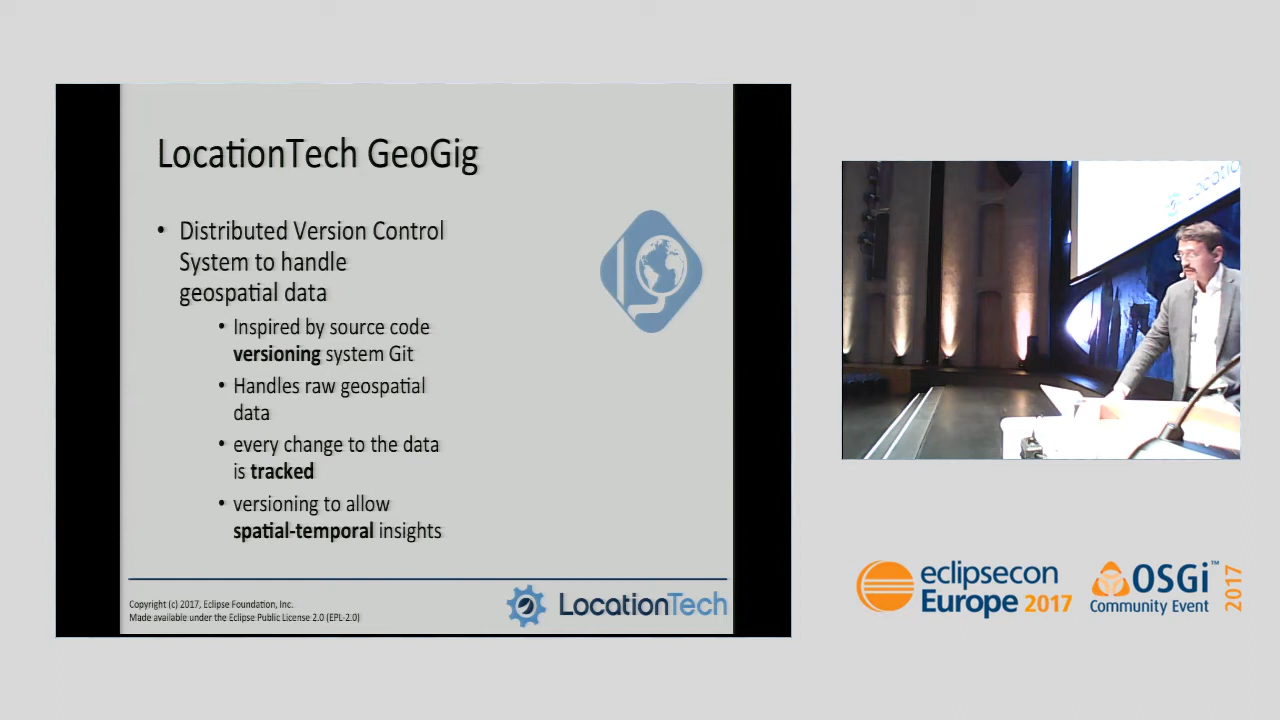 LocationTech GeoGig
• Distributed Version Control
System to handle
geospatial data
• Inspired by source code
versioning system Git
• Handles raw geospatial
data
• every change to the data
is tracked
• versioning to allow
spatial-temporal insights
Copyright (c) 2017, Eclipse Foundation, Inc.
Made available under the Eclipse Public License 2.0 (EPL-2.0)
LocationTech
Locatio
eclipsecon
Europe 2017
OSGi™
Community Event
2017